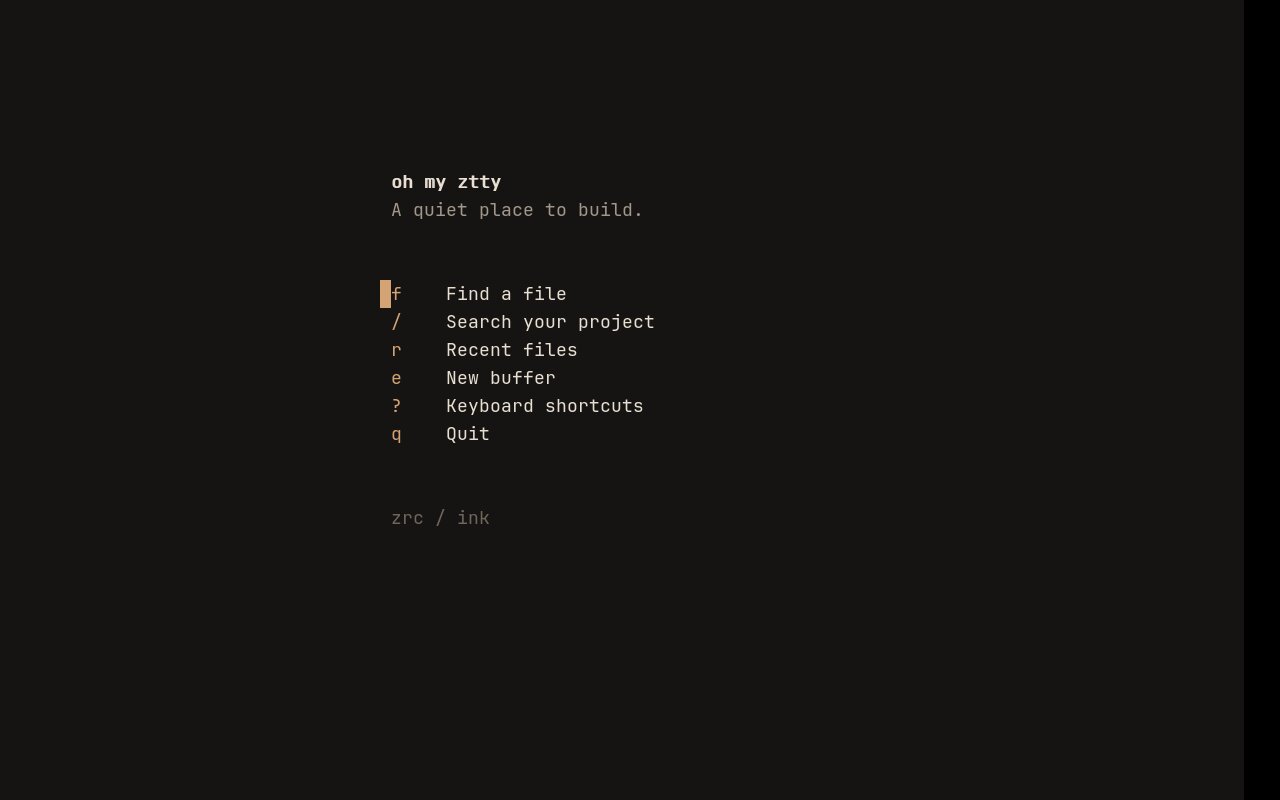 oh my ztty
A quiet place to build.
f    Find a file
/    Search your project
r    Recent files
e    New buffer
?    Keyboard shortcuts
q    Quit
zrc / ink